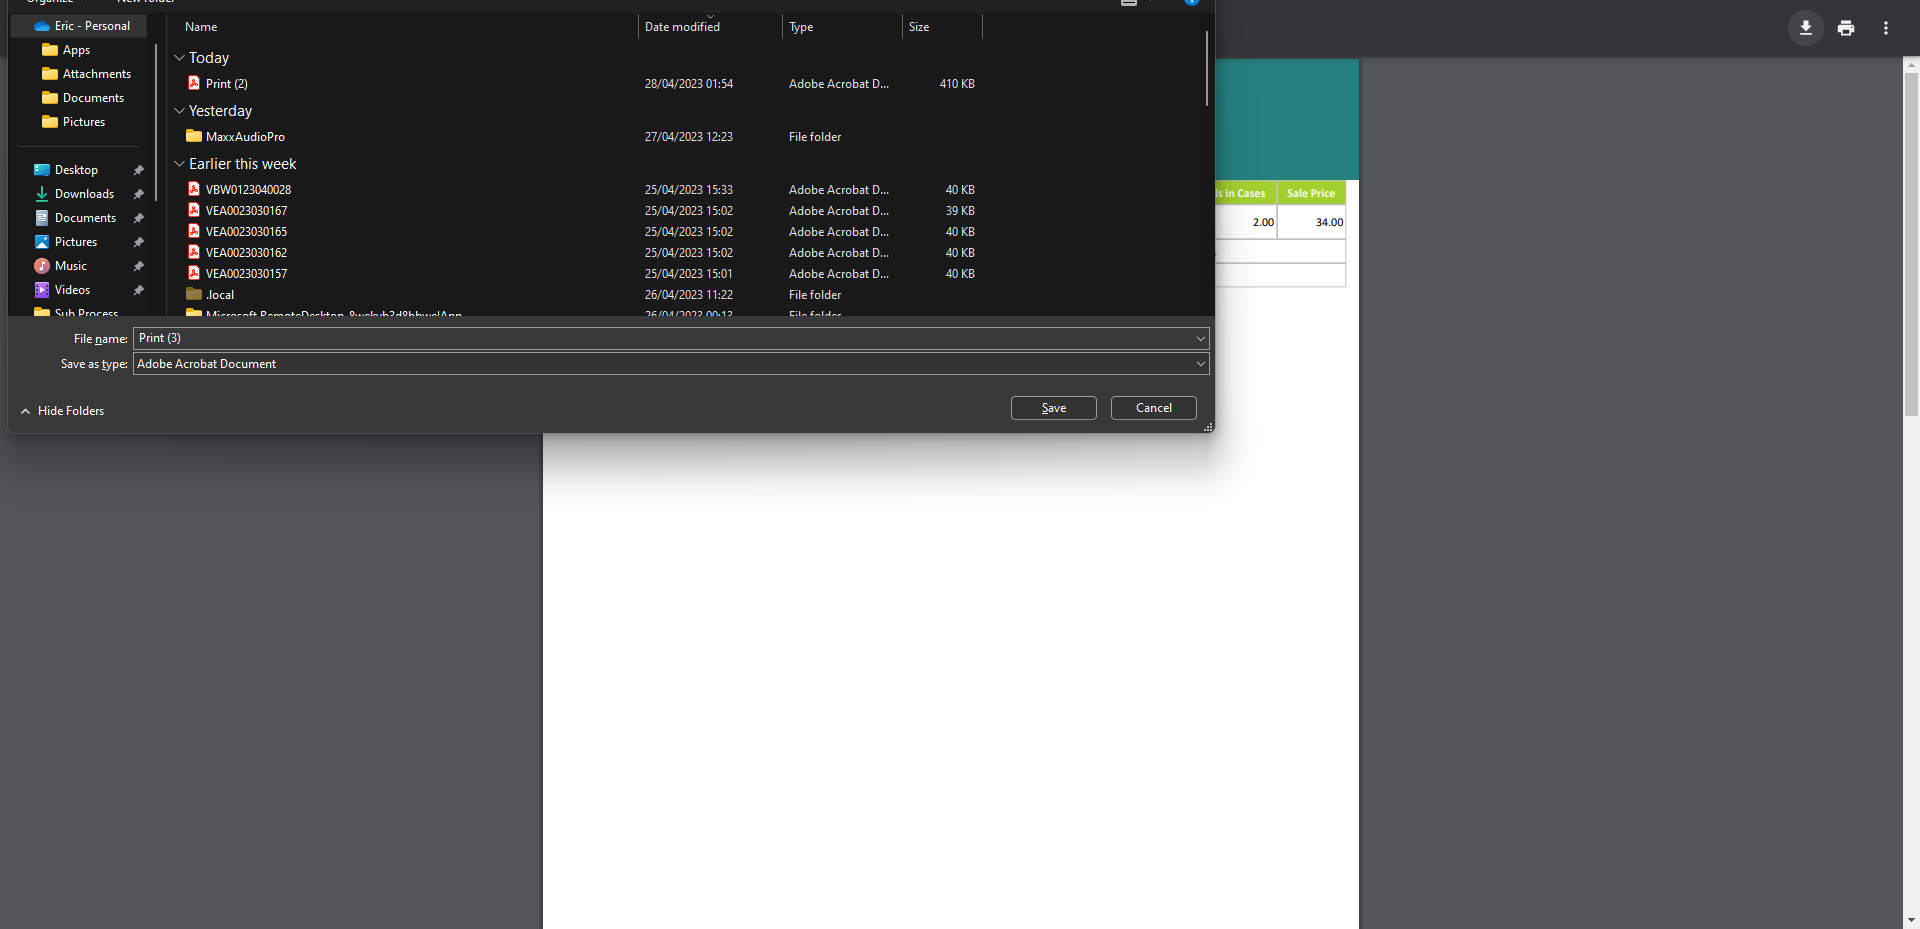 Organize New folder
Eric - Personal
Apps
Attachments
Documents
Pictures
Desktop
Downloads
Documents
Pictures
Music
Videos
Sub Process
Name Date modified Type Size
Today
Print (2) 28/04/2023 01:54 Adobe Acrobat D... 410 KB
Yesterday
MaxxAudioPro 27/04/2023 12:23 File folder
Earlier this week
VBW0123040028 25/04/2023 15:33 Adobe Acrobat D... 40 KB
VEA0023030167 25/04/2023 15:02 Adobe Acrobat D... 39 KB
VEA0023030165 25/04/2023 15:02 Adobe Acrobat D... 40 KB
VEA0023030162 25/04/2023 15:02 Adobe Acrobat D... 40 KB
VEA0023030157 25/04/2023 15:01 Adobe Acrobat D... 40 KB
.local 26/04/2023 11:22 File folder
Microsoft.RemoteDesktop_8wekyb3d8bbwe!App 26/04/2023 00:13 File folder
File name: Print (3)
Save as type: Adobe Acrobat Document
Hide Folders
Save Cancel
s in Cases Sale Price
2.00 34.00